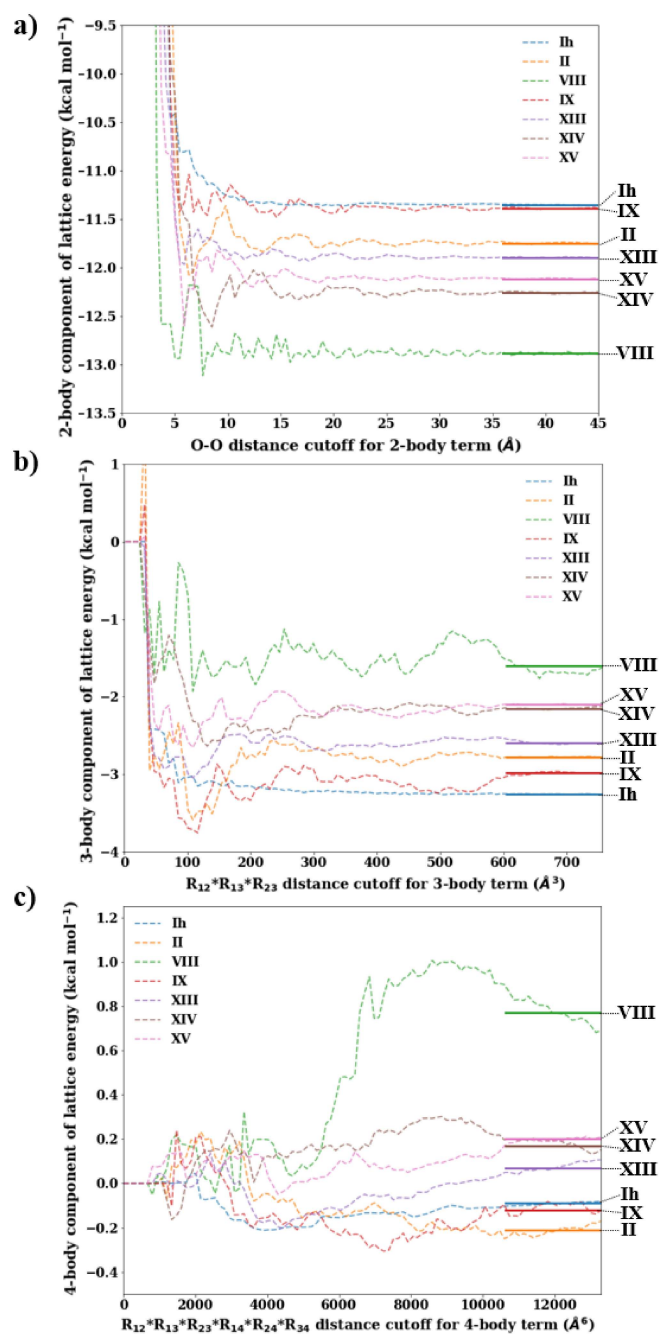 a)
2-body component of lattice energy (kcal mol⁻¹)
−9.5
−10.0
−10.5
−11.0
−11.5
−12.0
−12.5
−13.0
−13.5
Ih
II
VIII
IX
XIII
XIV
XV
Ih
IX
II
XIII
XV
XIV
VIII
0 5 10 15 20 25 30 35 40 45
O-O distance cutoff for 2-body term (Å)
b)
3-body component of lattice energy (kcal mol⁻¹)
1
0
−1
−2
−3
−4
Ih
II
VIII
IX
XIII
XIV
XV
VIII
XV
XIV
XIII
II
IX
Ih
0 100 200 300 400 500 600 700
R₁₂*R₁₃*R₂₃ distance cutoff for 3-body term (Å³)
c)
4-body component of lattice energy (kcal mol⁻¹)
1.2
1.0
0.8
0.6
0.4
0.2
0.0
−0.2
−0.4
Ih
II
VIII
IX
XIII
XIV
XV
VIII
XV
XIV
XIII
Ih
IX
II
0 2000 4000 6000 8000 10000 12000
R₁₂*R₁₃*R₂₃*R₁₄*R₂₄*R₃₄ distance cutoff for 4-body term (Å⁶)